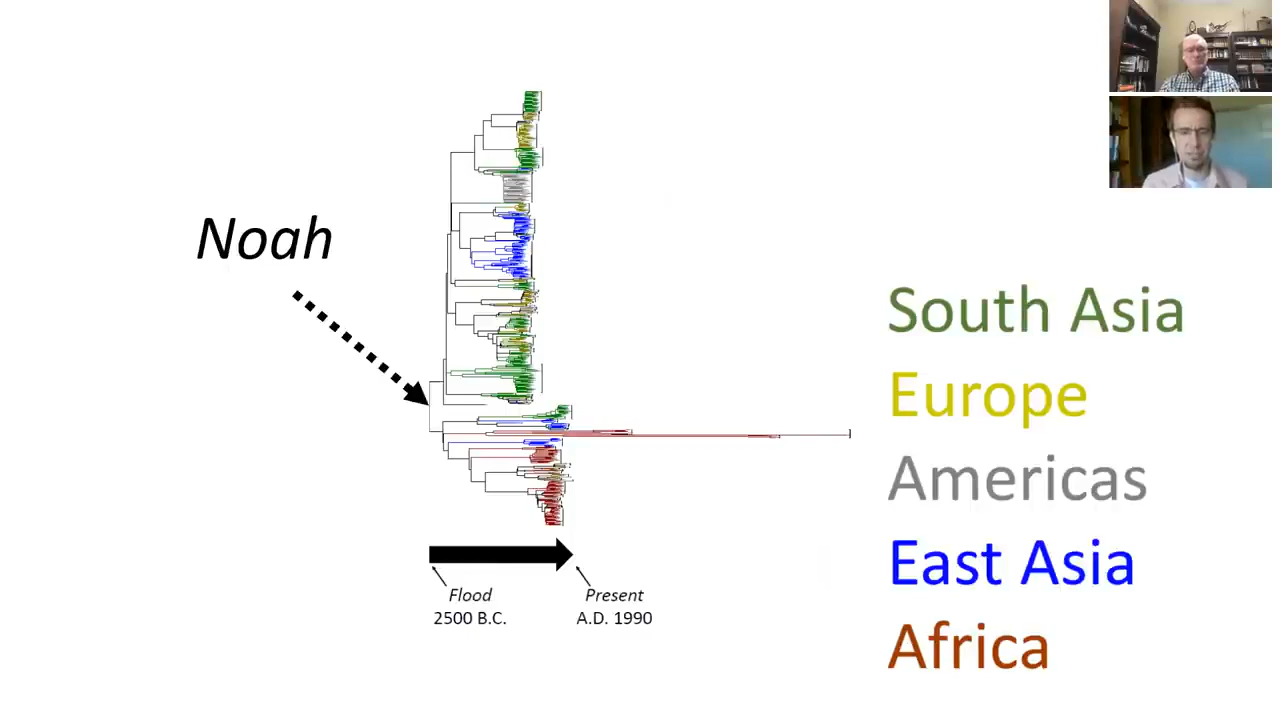 Noah
South Asia
Europe
Americas
East Asia
Africa
Flood
2500 B.C.
Present
A.D. 1990